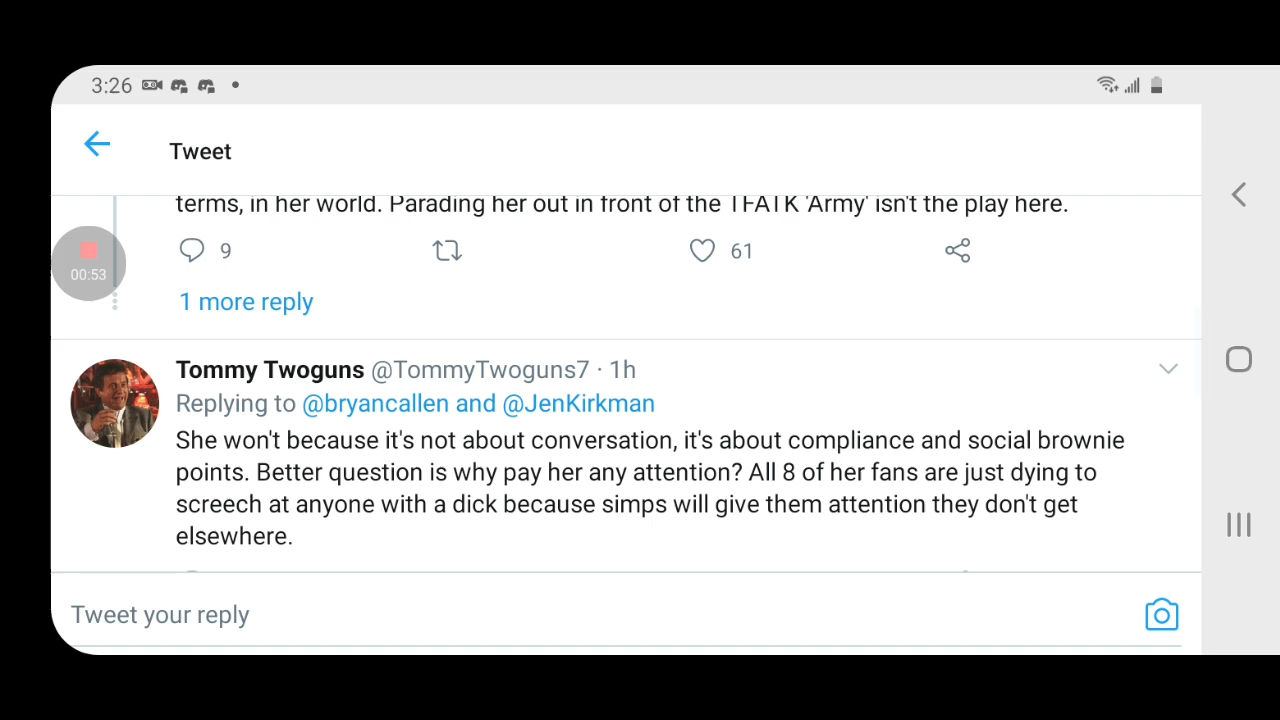 3:26
Tweet
terms, in her world. Parading her out in front of the TFATK 'Army' isn't the play here.
9 61
00:53
1 more reply
Tommy Twoguns @TommyTwoguns7 · 1h
Replying to @bryancallen and @JenKirkman
She won't because it's not about conversation, it's about compliance and social brownie
points. Better question is why pay her any attention? All 8 of her fans are just dying to
screech at anyone with a dick because simps will give them attention they don't get
elsewhere.
Tweet your reply